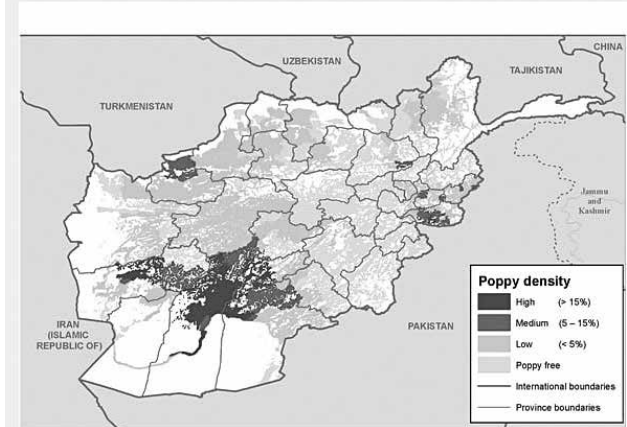 CHINA
UZBEKISTAN
TAJIKISTAN
TURKMENISTAN
Jammu
and
Kashmir
Poppy density
High (> 15%)
Medium (5 – 15%)
Low (< 5%)
Poppy free
International boundaries
Province boundaries
IRAN
(ISLAMIC
REPUBLIC OF)
PAKISTAN